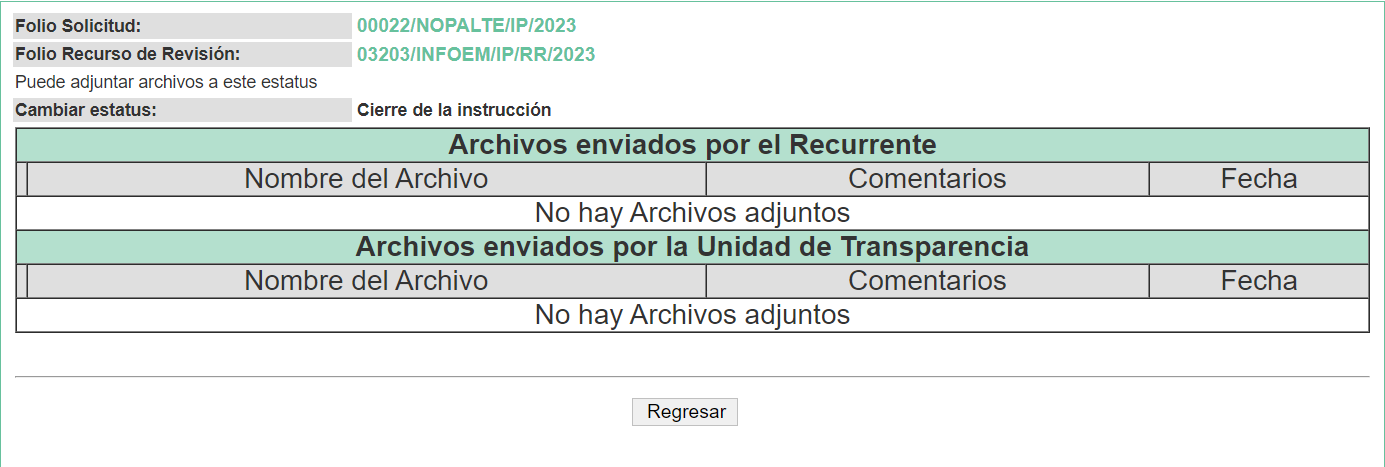 Folio Solicitud: 00022/NOPALTE/IP/2023
Folio Recurso de Revisión: 03203/INFOEM/IP/RR/2023
Puede adjuntar archivos a este estatus
Cambiar estatus: Cierre de la instrucción
Archivos enviados por el Recurrente
Nombre del Archivo Comentarios Fecha
No hay Archivos adjuntos
Archivos enviados por la Unidad de Transparencia
Nombre del Archivo Comentarios Fecha
No hay Archivos adjuntos
Regresar